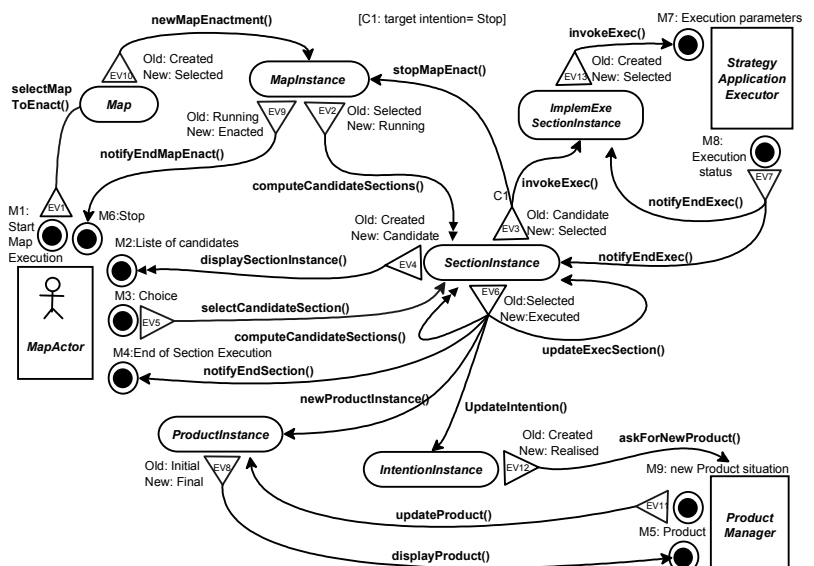 newMapEnactment()
[C1: target intention= Stop]
M7: Execution parameters
invokeExec()
EV10
Old: Created
New: Selected
MapInstance
stopMapEnact()
EV13
Old: Created
New: Selected
Strategy
Application
Executor
selectMap
ToEnact()
Map
Old: Running
New: Enacted
EV9
EV2
Old: Selected
New: Running
ImplemExe
SectionInstance
M8:
Execution
status
notifyEndMapEnact()
computeCandidateSections()
invokeExec()
EV7
C1
notifyEndExec()
EV1
M1:
Start
Map
Execution
M6:Stop
Old: Created
New: Candidate
EV3
Old: Candidate
New: Selected
M2:Liste of candidates
displaySectionInstance()
EV4
SectionInstance
notifyEndExec()
M3: Choice
EV5
selectCandidateSection()
EV6
Old:Selected
New:Executed
MapActor
computeCandidateSections()
updateExecSection()
M4:End of Section Execution
notifyEndSection()
newProductInstance()
UpdateIntention()
ProductInstance
Old: Created
New: Realised
askForNewProduct()
Old: Initial
New: Final
EV8
IntentionInstance
EV12
M9: new Product situation
updateProduct()
EV11
M5: Product
Product
Manager
displayProduct()